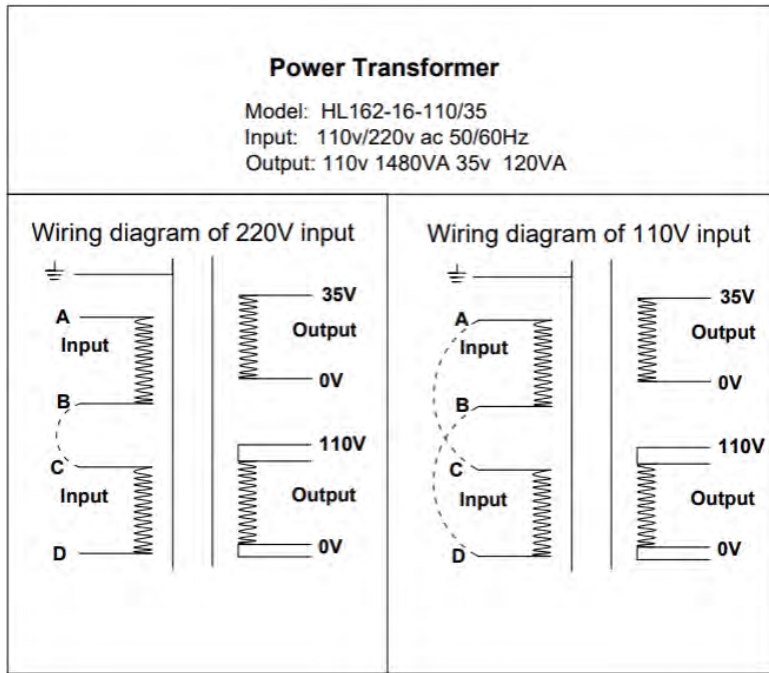 Power Transformer
Model: HL162-16-110/35
Input: 110v/220v ac 50/60Hz
Output: 110v 1480VA 35v 120VA
Wiring diagram of 220V input
A
Input
B
C
Input
D
35V
Output
0V
110V
Output
0V
Wiring diagram of 110V input
A
Input
B
C
Input
D
35V
Output
0V
110V
Output
0V